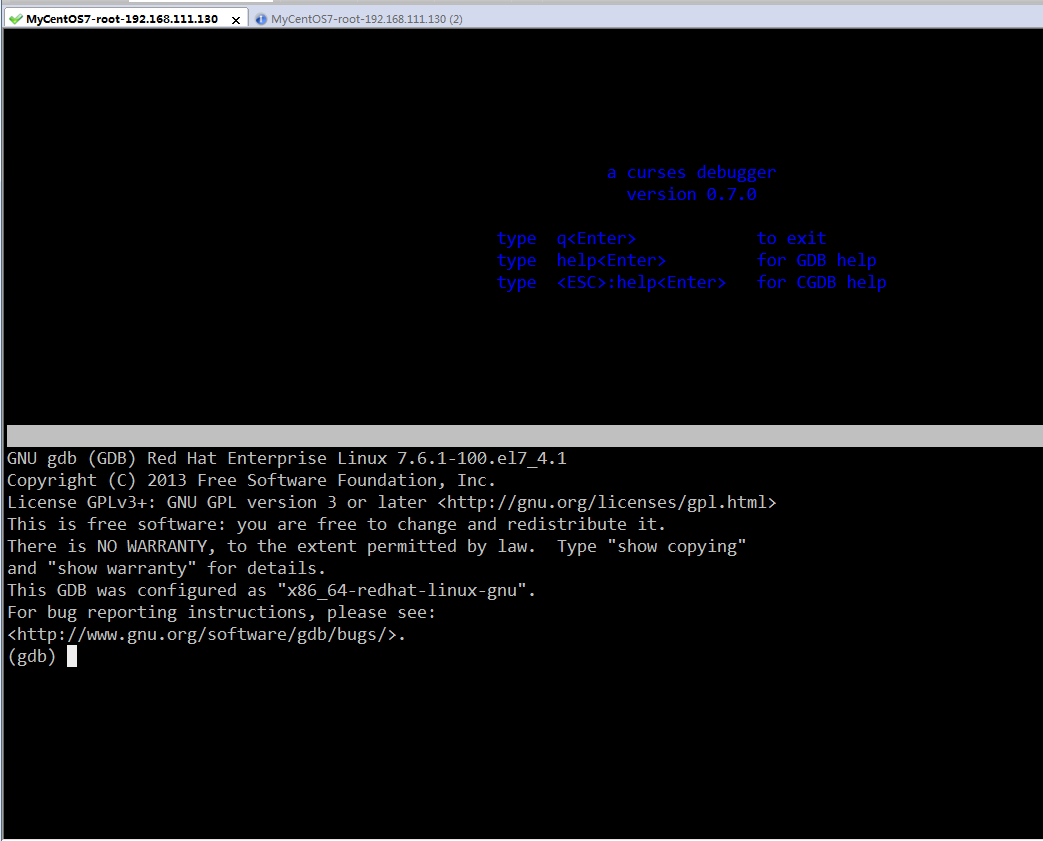 MyCentOS7-root-192.168.111.130 x MyCentOS7-root-192.168.111.130 (2)
a curses debugger
version 0.7.0
type q<Enter> to exit
type help<Enter> for GDB help
type <ESC>:help<Enter> for CGDB help
GNU gdb (GDB) Red Hat Enterprise Linux 7.6.1-100.el7_4.1
Copyright (C) 2013 Free Software Foundation, Inc.
License GPLv3+: GNU GPL version 3 or later <http://gnu.org/licenses/gpl.html>
This is free software: you are free to change and redistribute it.
There is NO WARRANTY, to the extent permitted by law.  Type "show copying"
and "show warranty" for details.
This GDB was configured as "x86_64-redhat-linux-gnu".
For bug reporting instructions, please see:
<http://www.gnu.org/software/gdb/bugs/>.
(gdb)